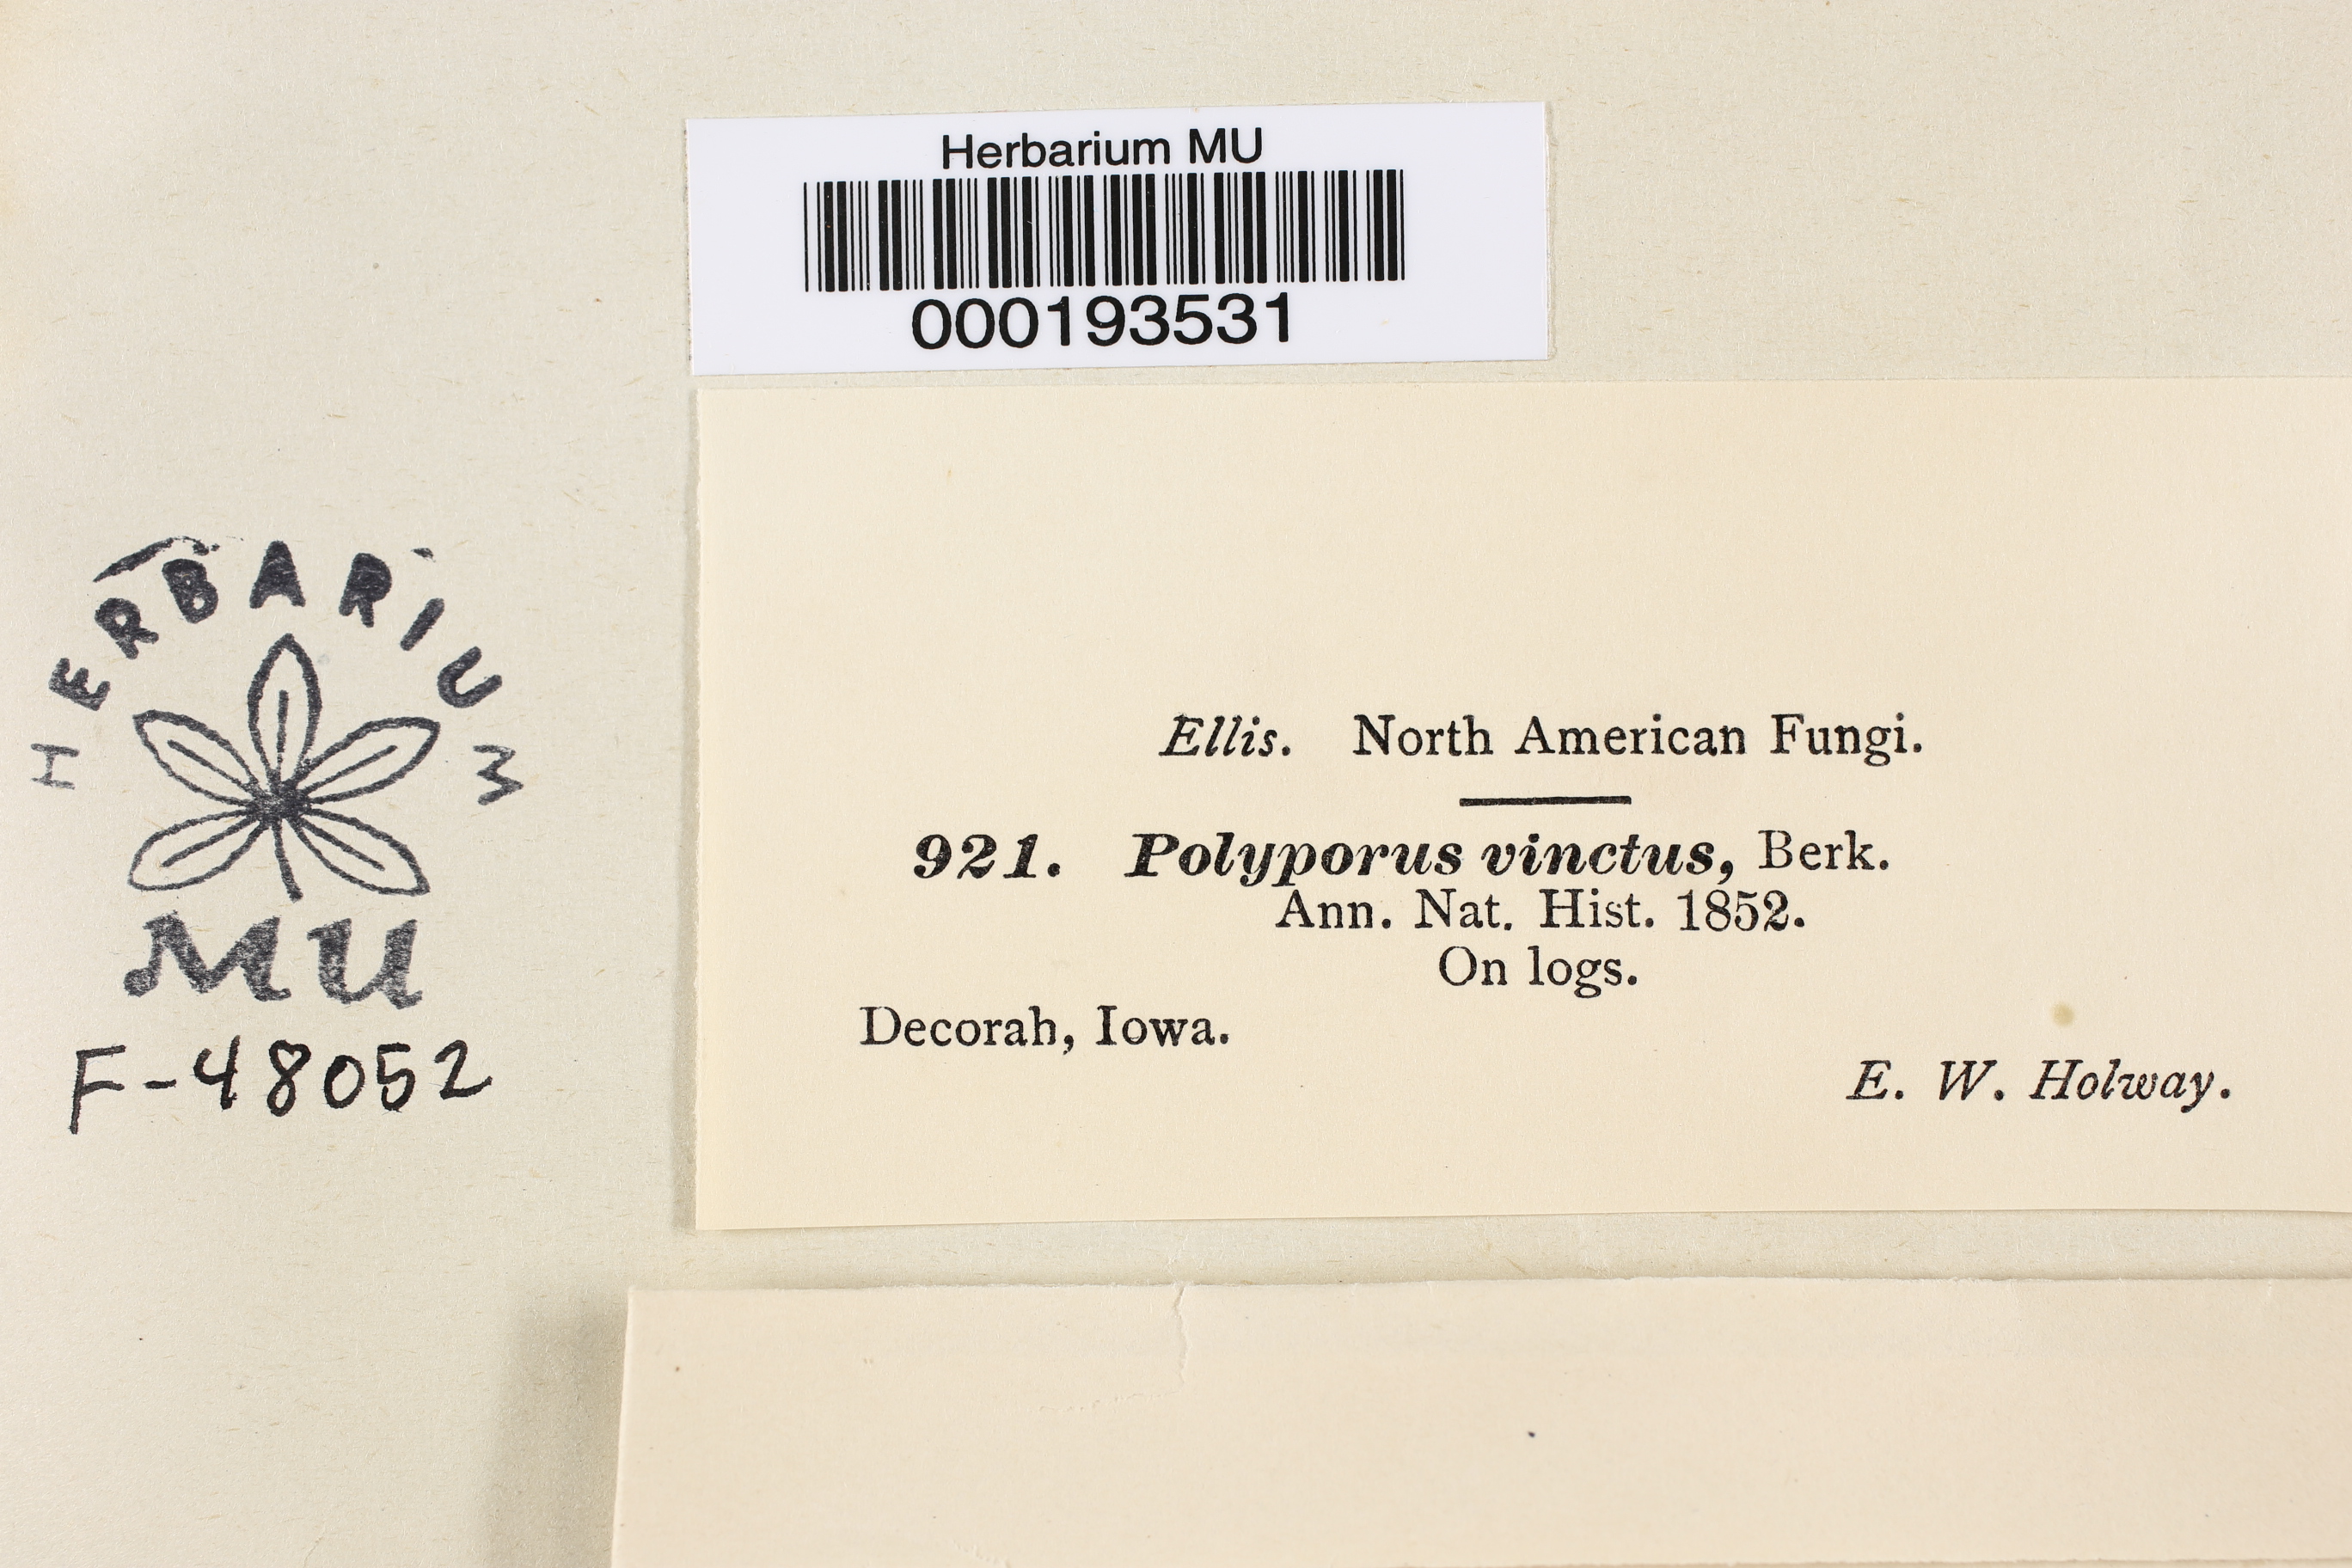 Herbarium MU
000193531
HERBARIUM
MU
F-48052
Ellis. North American Fungi.
921. Polyporus vinctus, Berk.
Ann. Nat. Hist. 1852.
On logs.
Decorah, Iowa.
E. W. Holway.